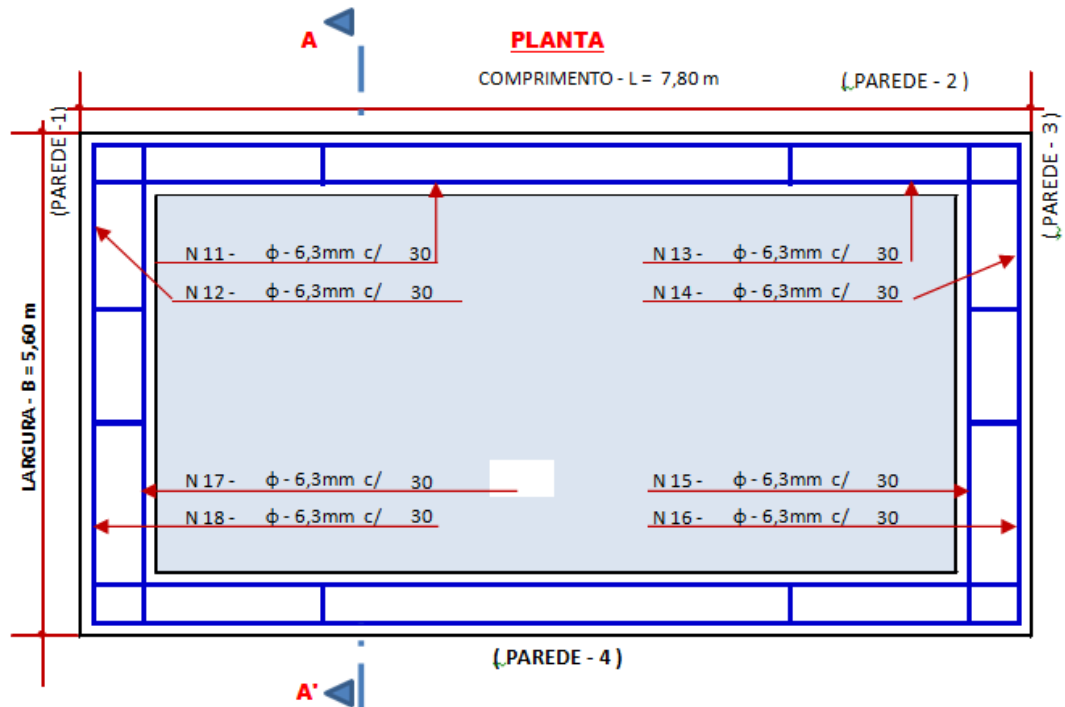 A
PLANTA
COMPRIMENTO - L = 7,80 m
( PAREDE - 2 )
(PAREDE -1)
( PAREDE - 3 )
N 11 - ϕ - 6,3mm c/ 30
N 13 - ϕ - 6,3mm c/ 30
N 12 - ϕ - 6,3mm c/ 30
N 14 - ϕ - 6,3mm c/ 30
LARGURA - B = 5,60 m
N 17 - ϕ - 6,3mm c/ 30
N 15 - ϕ - 6,3mm c/ 30
N 18 - ϕ - 6,3mm c/ 30
N 16 - ϕ - 6,3mm c/ 30
( PAREDE - 4 )
A'